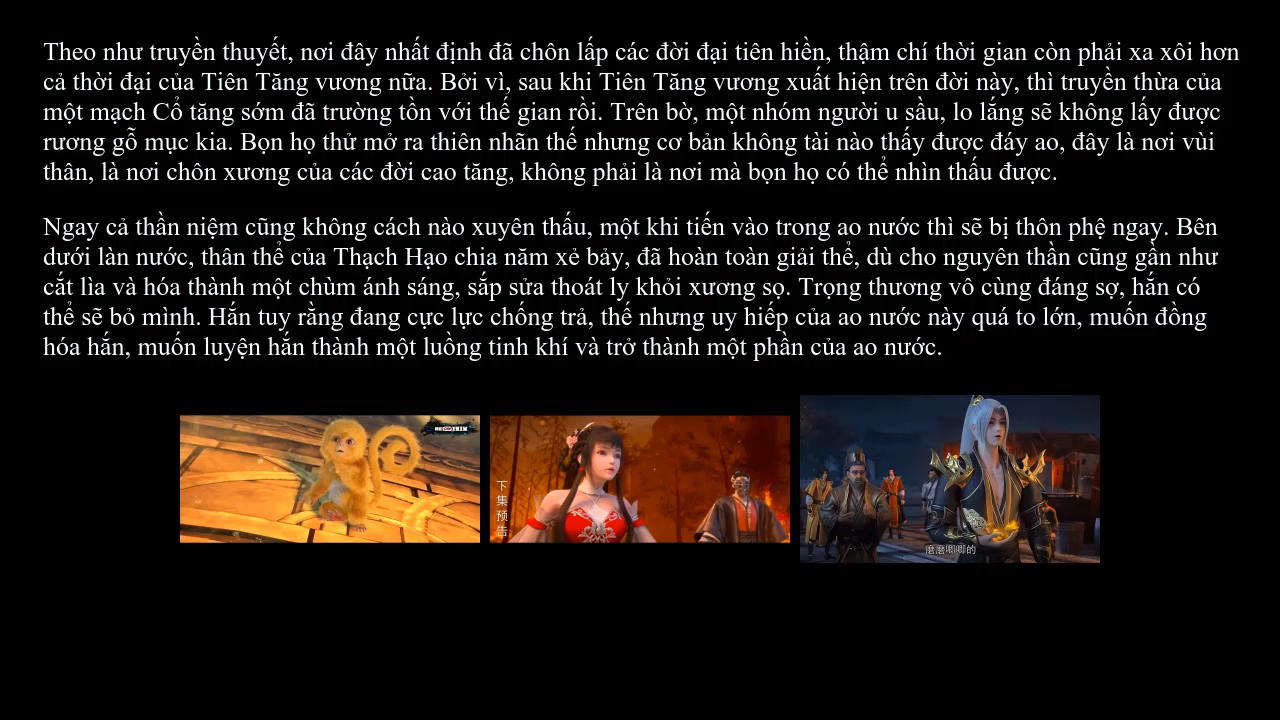 Theo như truyền thuyết, nơi đây nhất định đã chôn lấp các đời đại tiên hiền, thậm chí thời gian còn phải xa xôi hơn
cả thời đại của Tiên Tăng vương nữa. Bởi vì, sau khi Tiên Tăng vương xuất hiện trên đời này, thì truyền thừa của
một mạch Cổ tăng sớm đã trường tồn với thế gian rồi. Trên bờ, một nhóm người u sầu, lo lắng sẽ không lấy được
rương gỗ mục kia. Bọn họ thử mở ra thiên nhãn thế nhưng cơ bản không tài nào thấy được đáy ao, đây là nơi vùi
thân, là nơi chôn xương của các đời cao tăng, không phải là nơi mà bọn họ có thể nhìn thấu được.
Ngay cả thần niệm cũng không cách nào xuyên thấu, một khi tiến vào trong ao nước thì sẽ bị thôn phệ ngay. Bên
dưới làn nước, thân thể của Thạch Hạo chia năm xẻ bảy, đã hoàn toàn giải thể, dù cho nguyên thần cũng gần như
cắt lìa và hóa thành một chùm ánh sáng, sắp sửa thoát ly khỏi xương sọ. Trọng thương vô cùng đáng sợ, hắn có
thể sẽ bỏ mình. Hắn tuy rằng đang cực lực chống trả, thế nhưng uy hiếp của ao nước này quá to lớn, muốn đồng
hóa hắn, muốn luyện hắn thành một luồng tinh khí và trở thành một phần của ao nước.
下集预告
磨磨唧唧的